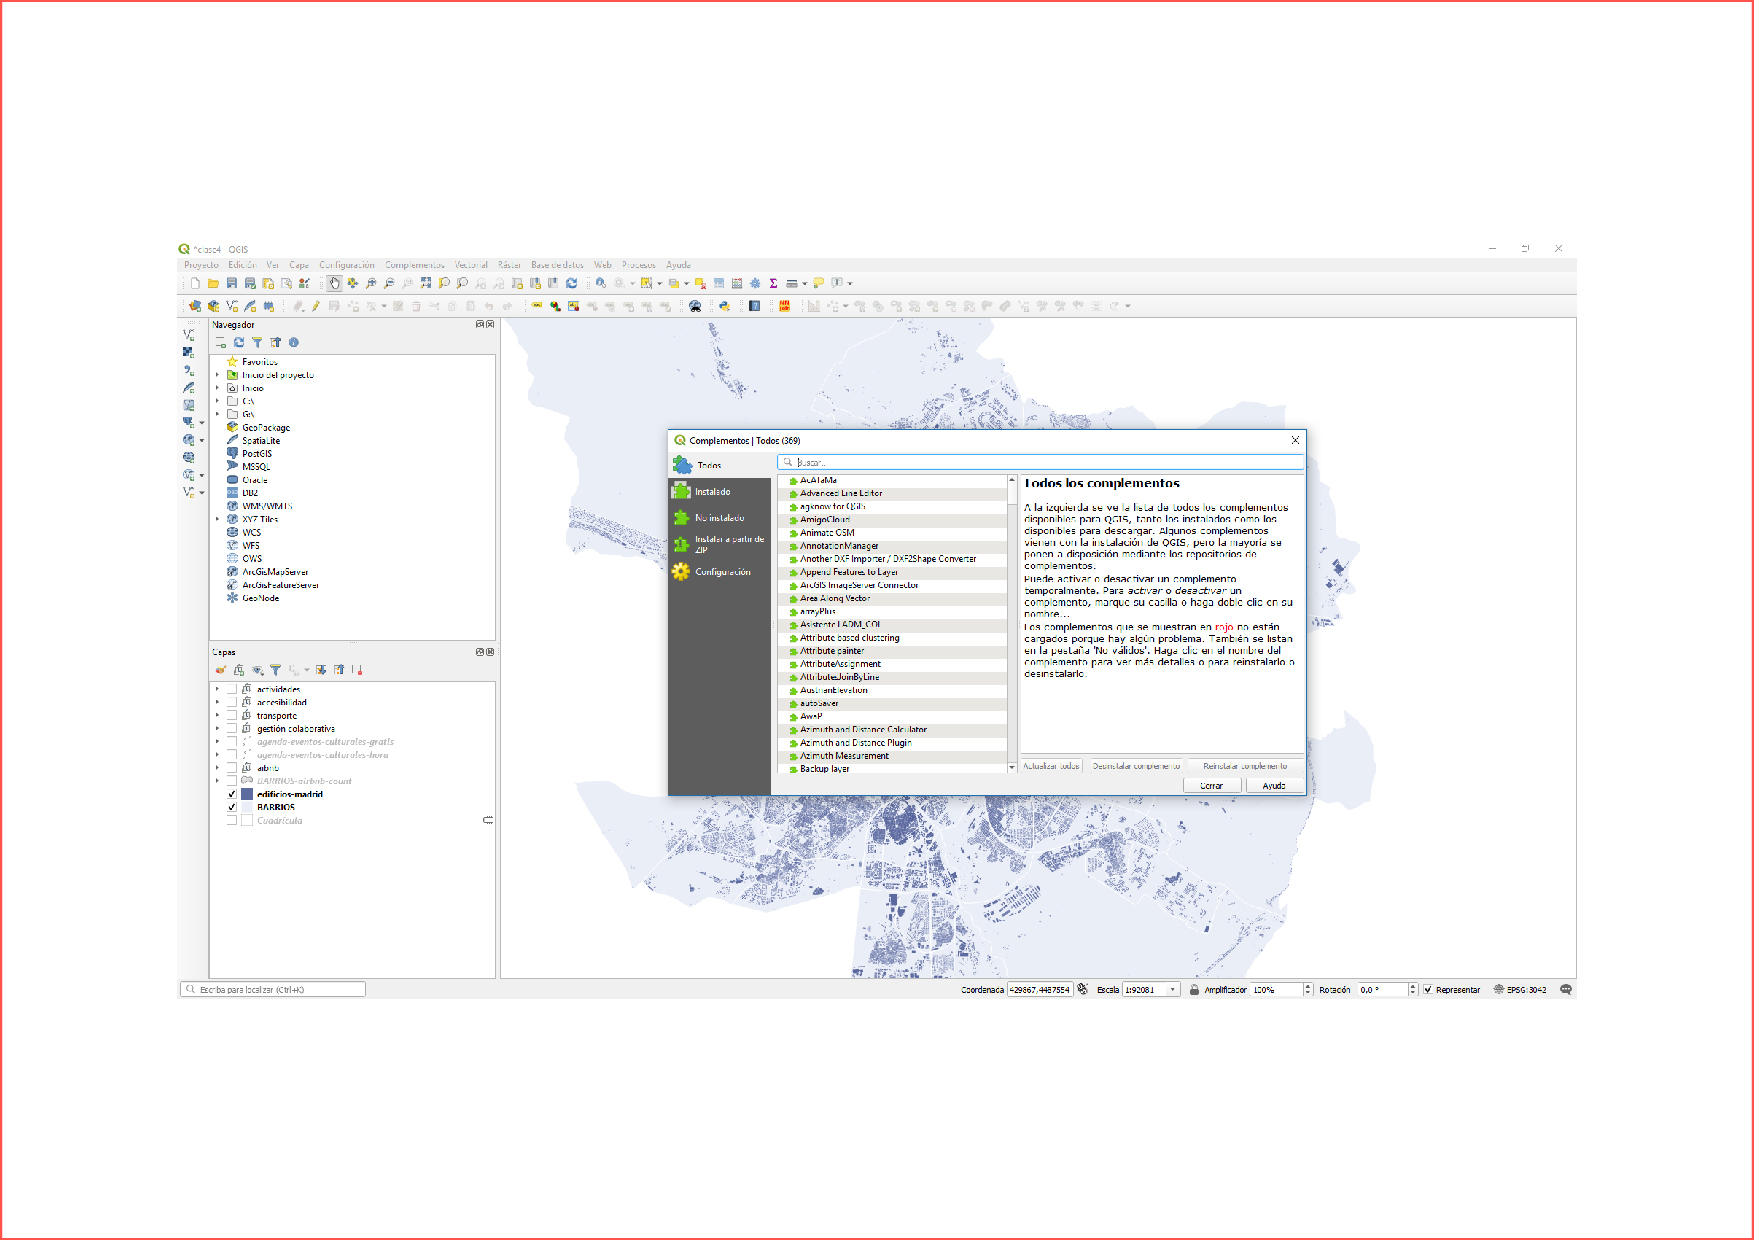 *clase4 - QGIS
Proyecto Edición Ver Capa Configuración Complementos Vectorial Ráster Base de datos Web Procesos Ayuda
Navegador
Favoritos
Inicio del proyecto
Inicio
C:\
G:\
GeoPackage
SpatiaLite
PostGIS
MSSQL
Oracle
DB2
WMS/WMTS
XYZ Tiles
WCS
WFS
OWS
ArcGisMapServer
ArcGisFeatureServer
GeoNode
Capas
actividades
accesibilidad
transporte
gestión colaborativa
agenda-eventos-culturales-gratis
agenda-eventos-culturales-hora
airbnb
BARRIOS-airbnb-count
edificios-madrid
BARRIOS
Cuadrícula
Complementos | Todos (369)
Todos
Instalado
No instalado
Instalar a partir de
ZIP
Configuración
Buscar...
AcATaMa
Advanced Line Editor
agknow for QGIS
AmigoCloud
Animate OSM
AnnotationManager
Another DXF Importer / DXF2Shape Converter
Append Features to Layer
ArcGIS ImageServer Connector
Area Along Vector
arrayPlus
Asistente LADM_COL
Attribute based clustering
Attribute painter
AttributeAssignment
AttributesJoinByLine
AustrianElevation
autoSaver
AwaP
Azimuth and Distance Calculator
Azimuth and Distance Plugin
Azimuth Measurement
Backup layer
Todos los complementos
A la izquierda se ve la lista de todos los complementos
disponibles para QGIS, tanto los instalados como los
disponibles para descargar. Algunos complementos
vienen con la instalación de QGIS, pero la mayoría se
ponen a disposición mediante los repositorios de
complementos.
Puede activar o desactivar un complemento
temporalmente. Para activar o desactivar un
complemento, marque su casilla o haga doble clic en su
nombre...
Los complementos que se muestran en rojo no están
cargados porque hay algún problema. También se listan
en la pestaña 'No válidos'. Haga clic en el nombre del
complemento para ver más detalles o para reinstalarlo o
desinstalarlo.
Actualizar todos Desinstalar complemento Reinstalar complemento
Cerrar Ayuda
Escriba para localizar (Ctrl+K) Coordenada 429867,4487554 Escala 1:92081 Amplificador 100% Rotación 0,0 ° Representar EPSG:3042